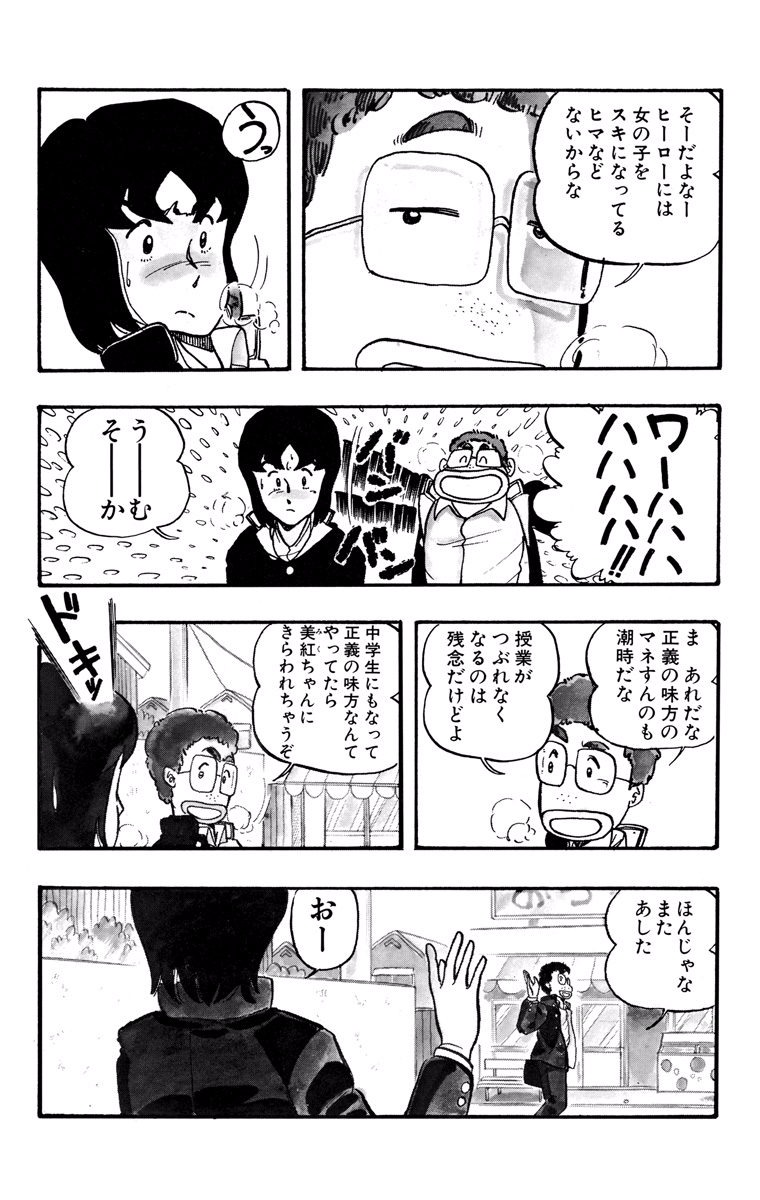 そーだよなー
ヒーローには
女の子を
スキになってる
ヒマなど
ないからな
うっ
ワーハハハ
ハハハハ!!
バンバン
うーーむ
そーーか
ま あれだな
正義の味方の
マネすんのも
潮時だな
授業が
つぶれなく
なるのは
残念だけどよ
中学生にもなって
正義の味方なんて
やってたら
美紅ちゃんに
みく
きらわれちゃうぞ
ドキッ
ほんじゃな
また
あした
おー